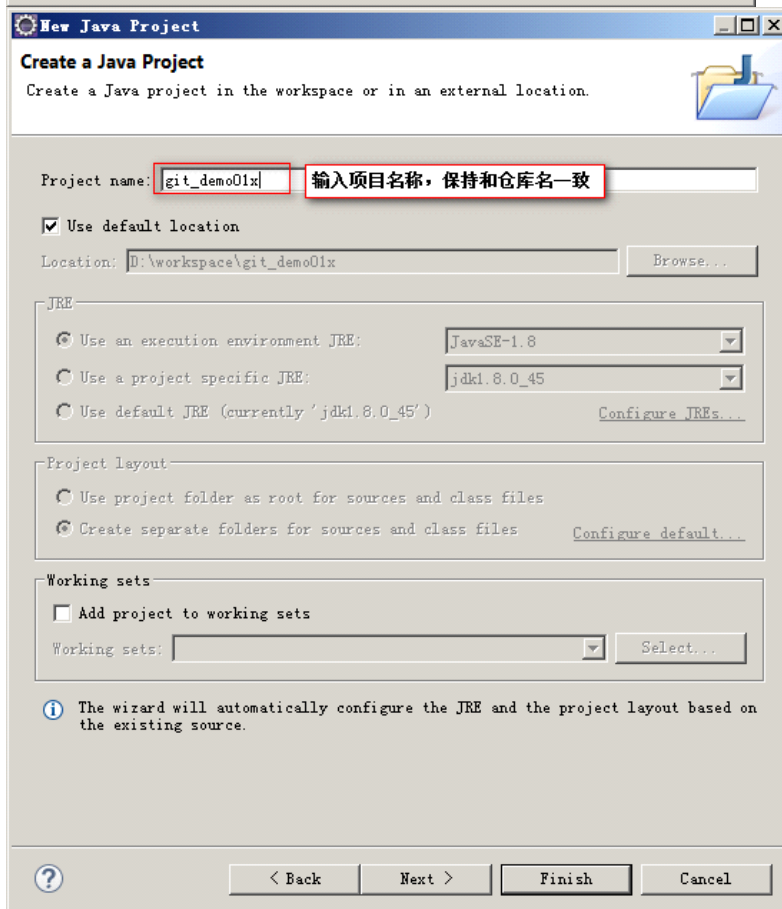 New Java Project
Create a Java Project
Create a Java project in the workspace or in an external location.
Project name: git_demo01x 输入项目名称，保持和仓库名一致
Use default location
Location: D:\workspace\git_demo01x Browse...
JRE
Use an execution environment JRE: JavaSE-1.8
Use a project specific JRE: jdk1.8.0_45
Use default JRE (currently 'jdk1.8.0_45') Configure JREs...
Project layout
Use project folder as root for sources and class files
Create separate folders for sources and class files Configure default...
Working sets
Add project to working sets
Working sets: Select...
The wizard will automatically configure the JRE and the project layout based on
the existing source.
? < Back Next > Finish Cancel